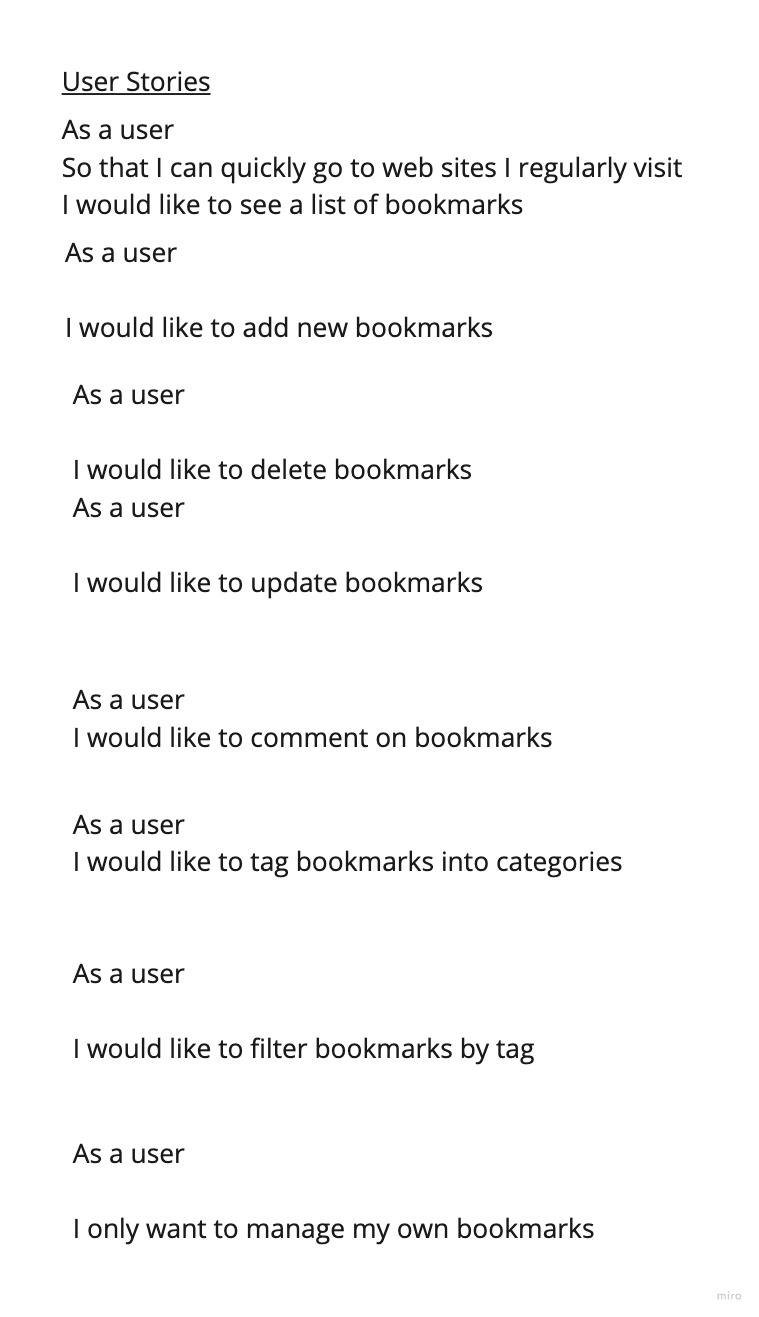 User Stories
As a user
So that I can quickly go to web sites I regularly visit
I would like to see a list of bookmarks
As a user
I would like to add new bookmarks
As a user
I would like to delete bookmarks
As a user
I would like to update bookmarks
As a user
I would like to comment on bookmarks
As a user
I would like to tag bookmarks into categories
As a user
I would like to filter bookmarks by tag
As a user
I only want to manage my own bookmarks
miro